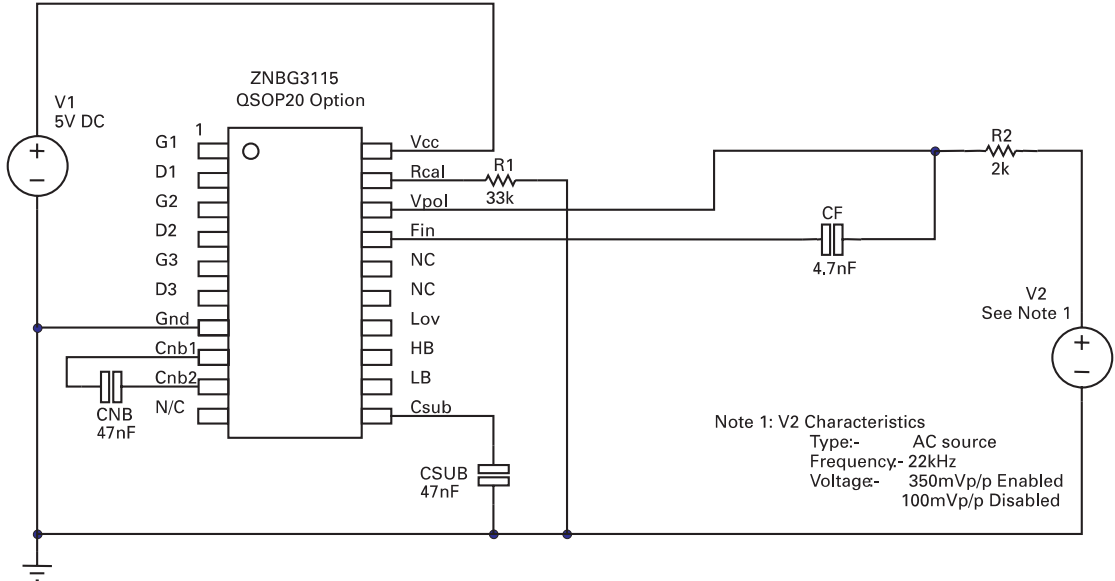 ZNBG3115
QSOP20 Option
V1
5V DC
1
G1
D1
G2
D2
G3
D3
Gnd
Cnb1
Cnb2
N/C
CNB
47nF
Vcc
Rcal
Vpol
Fin
NC
NC
Lov
HB
LB
Csub
R1
33k
CSUB
47nF
CF
4.7nF
R2
2k
V2
See Note 1
Note 1: V2 Characteristics
Type:- AC source
Frequency:- 22kHz
Voltage:- 350mVp/p Enabled
100mVp/p Disabled